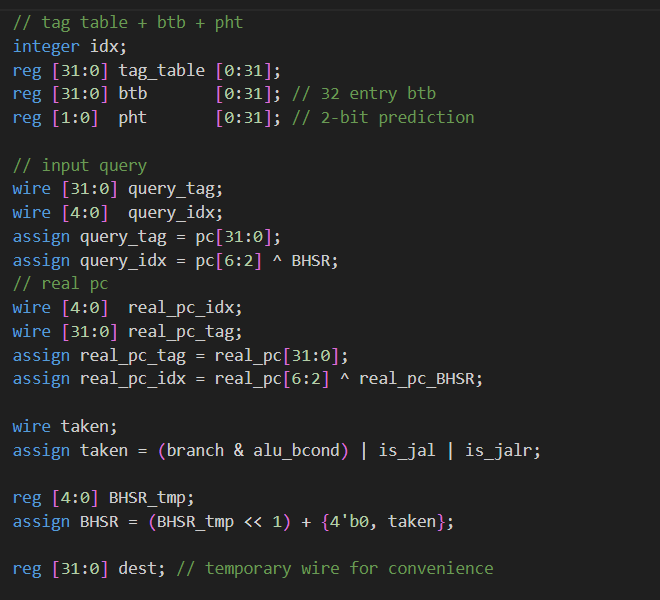 // tag table + btb + pht
integer idx;
reg [31:0] tag_table [0:31];
reg [31:0] btb       [0:31]; // 32 entry btb
reg [1:0]  pht       [0:31]; // 2-bit prediction

// input query
wire [31:0] query_tag;
wire [4:0]  query_idx;
assign query_tag = pc[31:0];
assign query_idx = pc[6:2] ^ BHSR;
// real pc
wire [4:0]  real_pc_idx;
wire [31:0] real_pc_tag;
assign real_pc_tag = real_pc[31:0];
assign real_pc_idx = real_pc[6:2] ^ real_pc_BHSR;

wire taken;
assign taken = (branch & alu_bcond) | is_jal | is_jalr;

reg [4:0] BHSR_tmp;
assign BHSR = (BHSR_tmp << 1) + {4'b0, taken};

reg [31:0] dest; // temporary wire for convenience